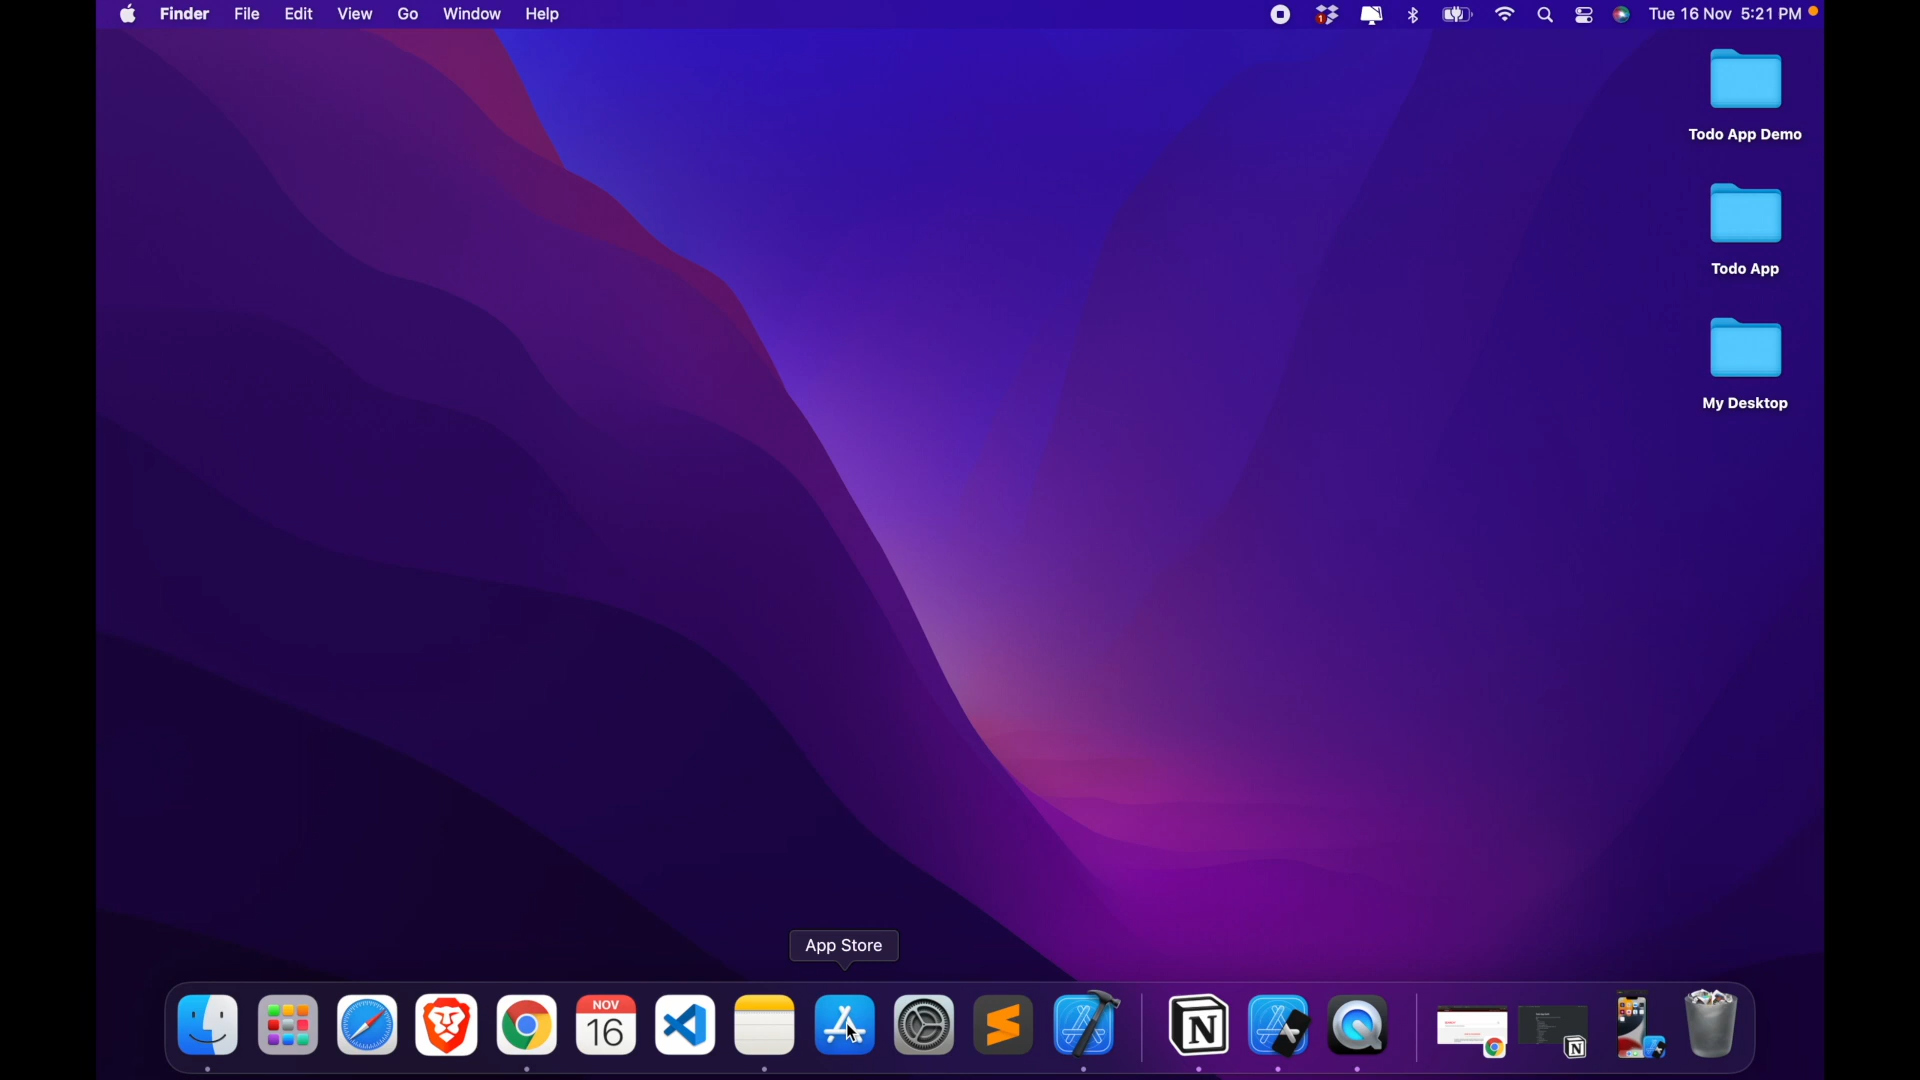 Finder File Edit View Go Window Help 1 Tue 16 Nov 5:21 PM
Todo App Demo
Todo App
My Desktop
App Store
NOV
16